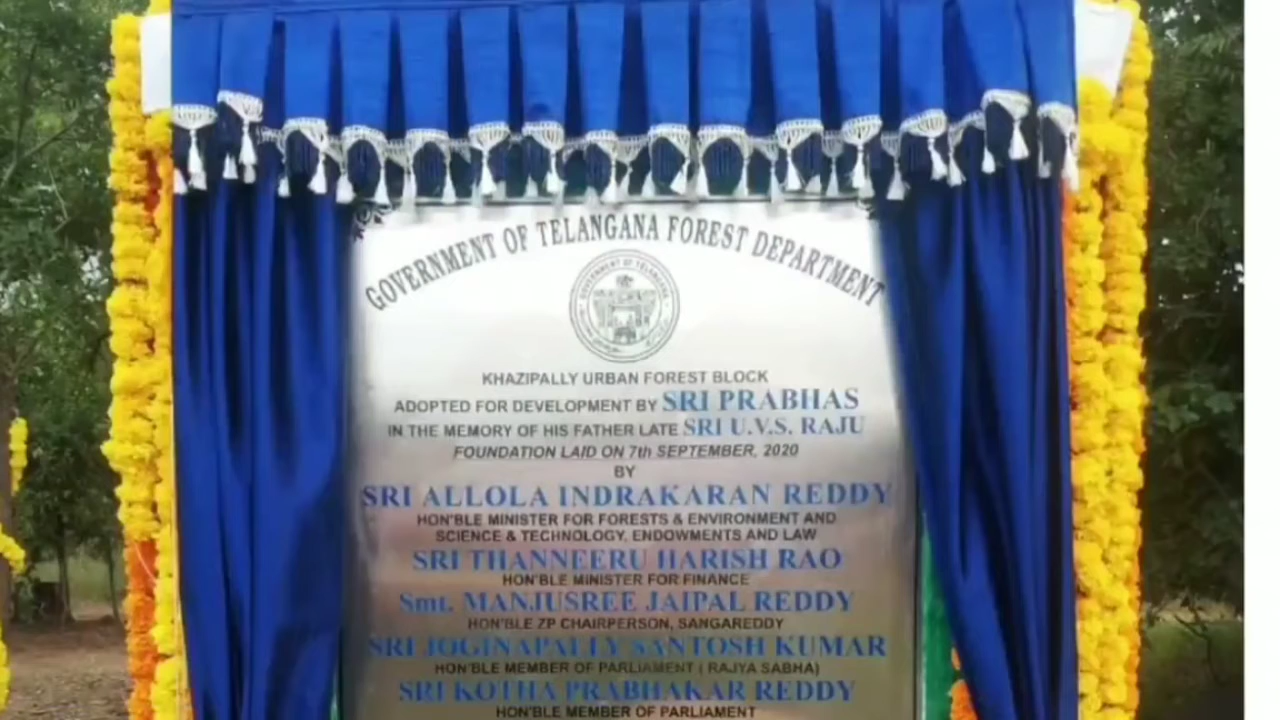 GOVERNMENT OF TELANGANA FOREST DEPARTMENT
KHAZIPALLY URBAN FOREST BLOCK
ADOPTED FOR DEVELOPMENT BY SRI PRABHAS
IN THE MEMORY OF HIS FATHER LATE SRI U.V.S. RAJU
FOUNDATION LAID ON 7th SEPTEMBER, 2020
BY
SRI ALLOLA INDRAKARAN REDDY
HON'BLE MINISTER FOR FORESTS & ENVIRONMENT AND
SCIENCE & TECHNOLOGY, ENDOWMENTS AND LAW
SRI THANNEERU HARISH RAO
HON'BLE MINISTER FOR FINANCE
Smt. MANJUSREE JAIPAL REDDY
HON'BLE ZP CHAIRPERSON, SANGAREDDY
SRI JOGINAPALLY SANTOSH KUMAR
HON'BLE MEMBER OF PARLIAMENT ( RAJYA SABHA)
SRI KOTHA PRABHAKAR REDDY
HON'BLE MEMBER OF PARLIAMENT